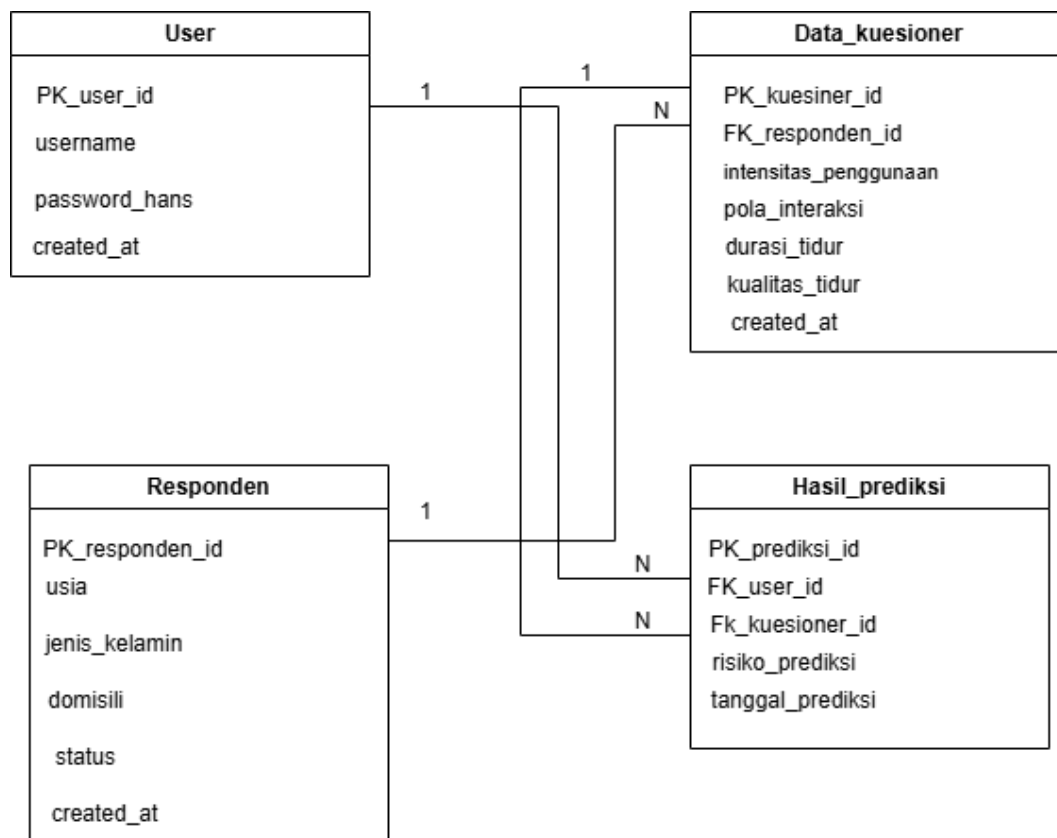 User
PK_user_id
username
password_hans
created_at
1
1
N
Data_kuesioner
PK_kuesiner_id
FK_responden_id
intensitas_penggunaan
pola_interaksi
durasi_tidur
kualitas_tidur
created_at
Responden
PK_responden_id
usia
jenis_kelamin
domisili
status
created_at
1
N
N
Hasil_prediksi
PK_prediksi_id
FK_user_id
Fk_kuesioner_id
risiko_prediksi
tanggal_prediksi